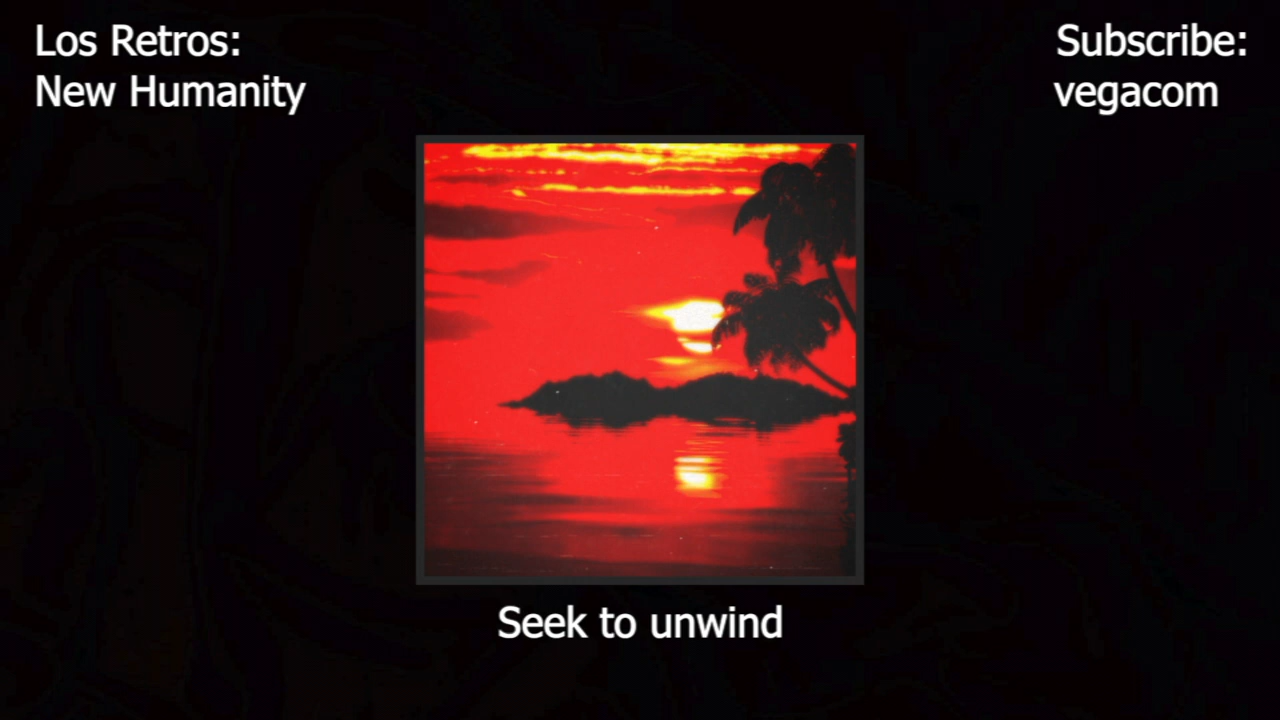 Los Retros:
New Humanity
Subscribe:
vegacom
Seek to unwind